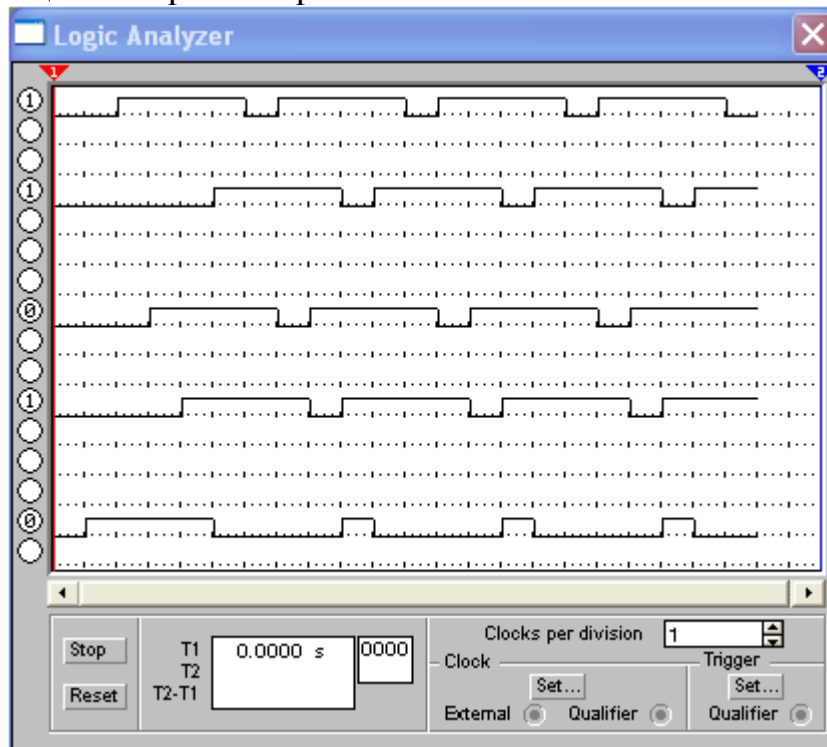 Logic Analyzer
1
2
1
1
0
1
0
Clocks per division 1
Stop
T1 0.0000 s 0000
T2
T2-T1
Reset
Clock
Set...
External Qualifier
Trigger
Set...
Qualifier